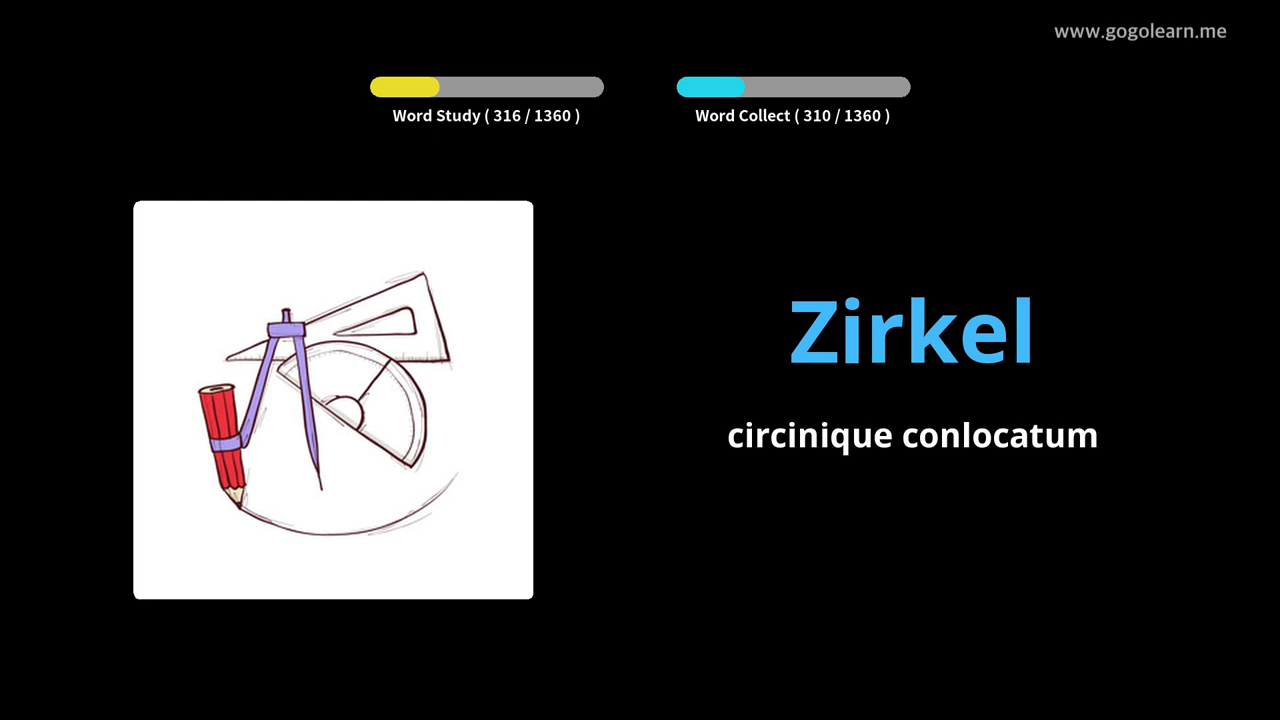 www.gogolearn.me
Word Study ( 316 / 1360 )
Word Collect ( 310 / 1360 )
Zirkel
circinique conlocatum